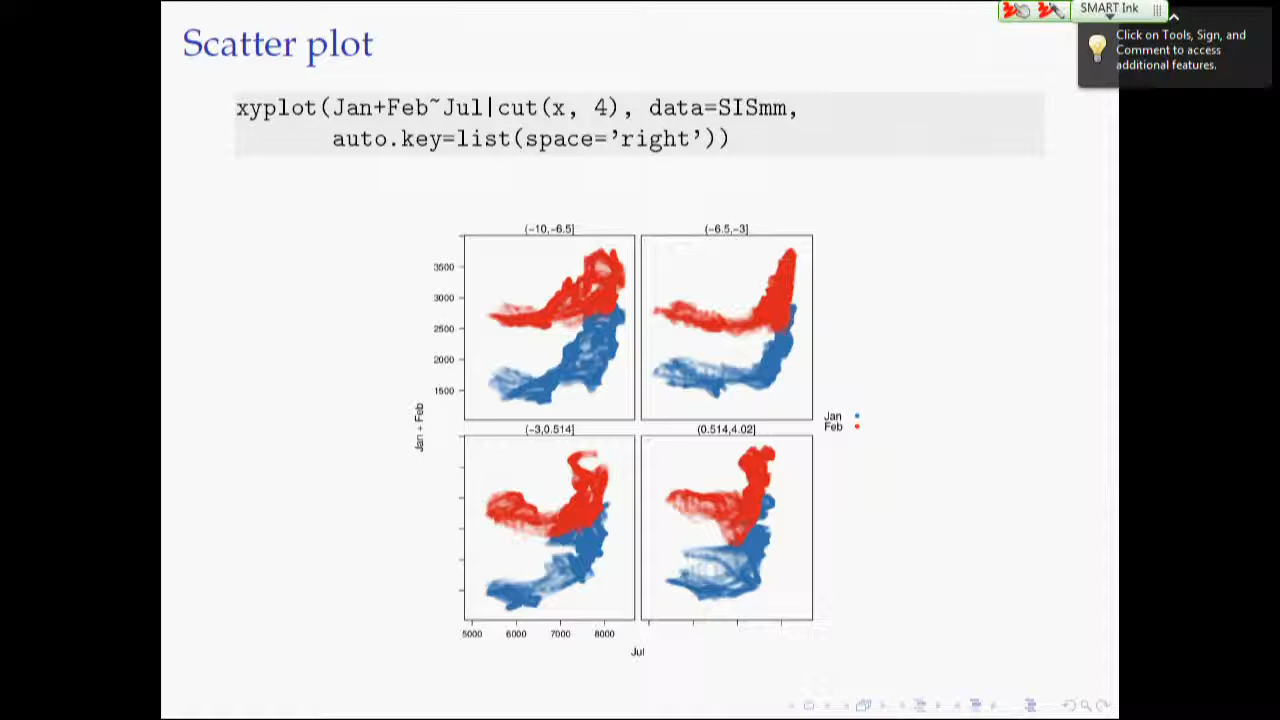 SMART Ink
Click on Tools, Sign, and
Comment to access
additional features.
Scatter plot
xyplot(Jan+Feb~Jul|cut(x, 4), data=SISmm,
auto.key=list(space='right'))
(−10,−6.5]
(−6.5,−3]
3500
3000
2500
2000
1500
Jan + Feb
Jan
Feb
(−3,0.514]
(0.514,4.02]
5000 6000 7000 8000
Jul